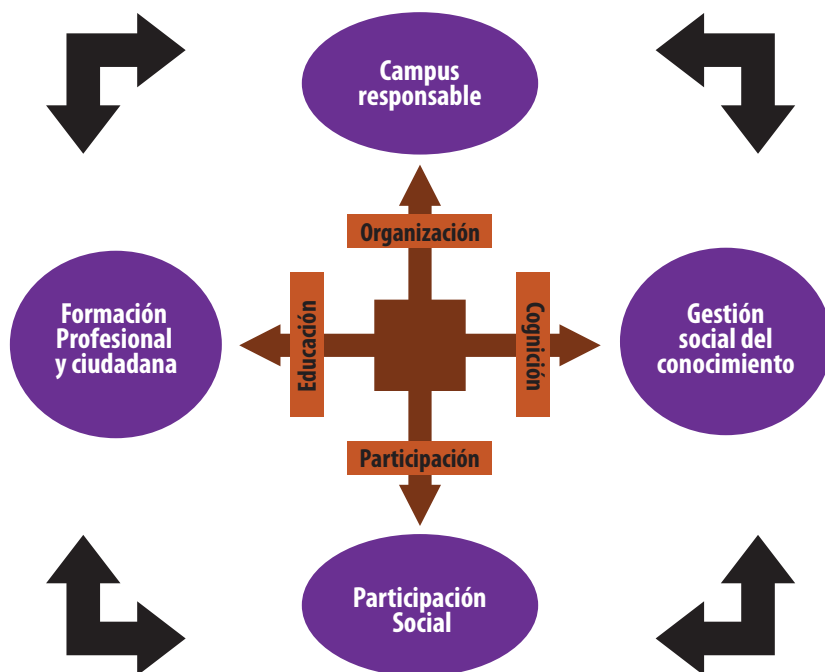 Campus
responsable
Organización
Formación
Profesional
y ciudadana
Educación
Cognición
Gestión
social del
conocimiento
Participación
Participación
Social